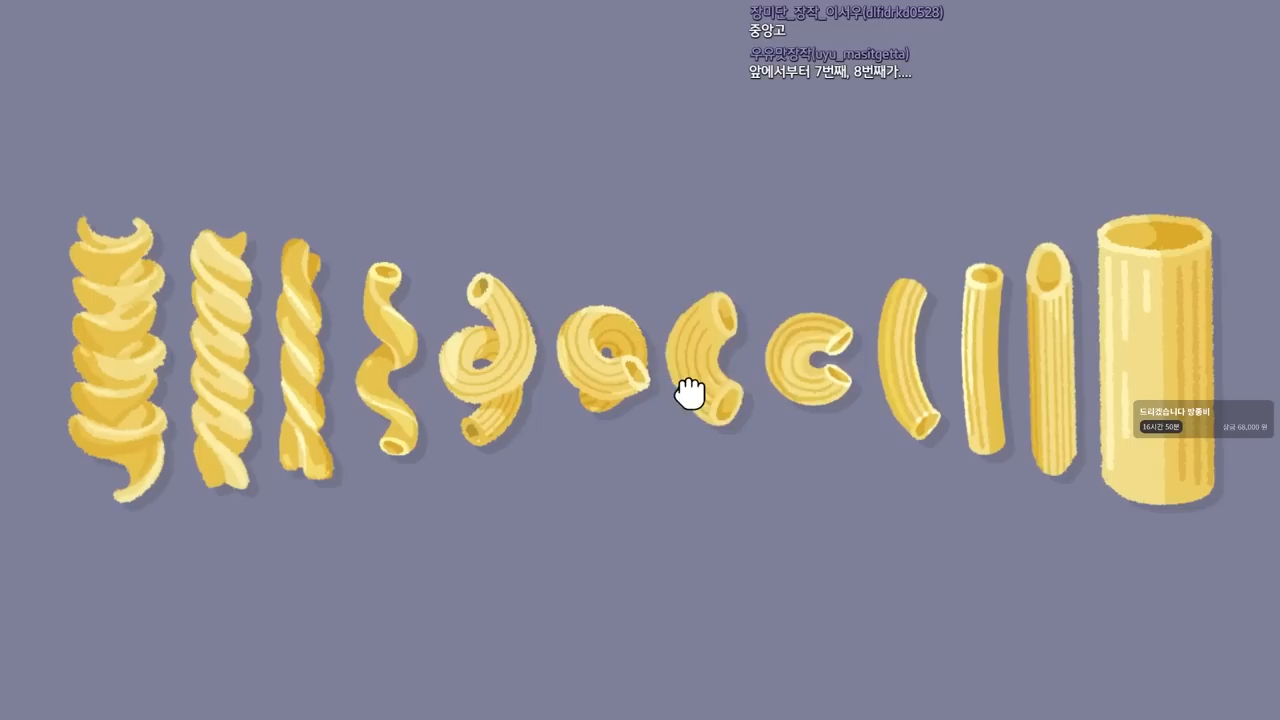 장미단_장작_이서우(dlfidrkd0528)
중앙고
우유맛장작(uyu_masitgetta)
앞에서부터 7번째, 8번째가....
드리겠습니다 방종비
16시간 50분
상금 68,000 원